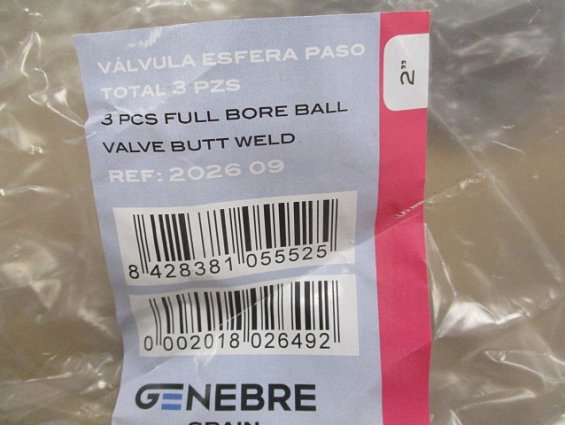 VÁLVULA ESFERA PASO
TOTAL 3 PZS
3 PCS FULL BORE BALL
VALVE BUTT WELD
REF: 2026 09
2"
8 428381 055525
0 002018 026492
GENEBRE
SPAIN